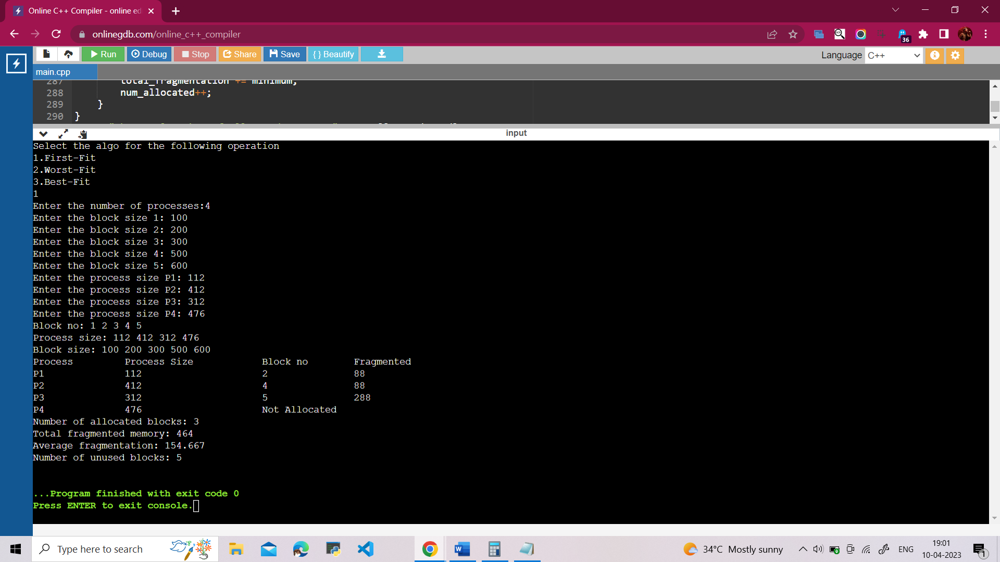 Online C++ Compiler - online ed
onlinegdb.com/online_c++_compiler
36
Run Debug Stop Share Save { } Beautify
Language C++
main.cpp
287 total_fragmentation += minimum;
288 num_allocated++;
289 }
290 }
input
Select the algo for the following operation
1.First-Fit
2.Worst-Fit
3.Best-Fit
1
Enter the number of processes:4
Enter the block size 1: 100
Enter the block size 2: 200
Enter the block size 3: 300
Enter the block size 4: 500
Enter the block size 5: 600
Enter the process size P1: 112
Enter the process size P2: 412
Enter the process size P3: 312
Enter the process size P4: 476
Block no: 1 2 3 4 5
Process size: 112 412 312 476
Block size: 100 200 300 500 600
Process Process Size Block no Fragmented
P1 112 2 88
P2 412 4 88
P3 312 5 288
P4 476 Not Allocated
Number of allocated blocks: 3
Total fragmented memory: 464
Average fragmentation: 154.667
Number of unused blocks: 5
...Program finished with exit code 0
Press ENTER to exit console.
Type here to search
34°C Mostly sunny
ENG
19:01
10-04-2023
1